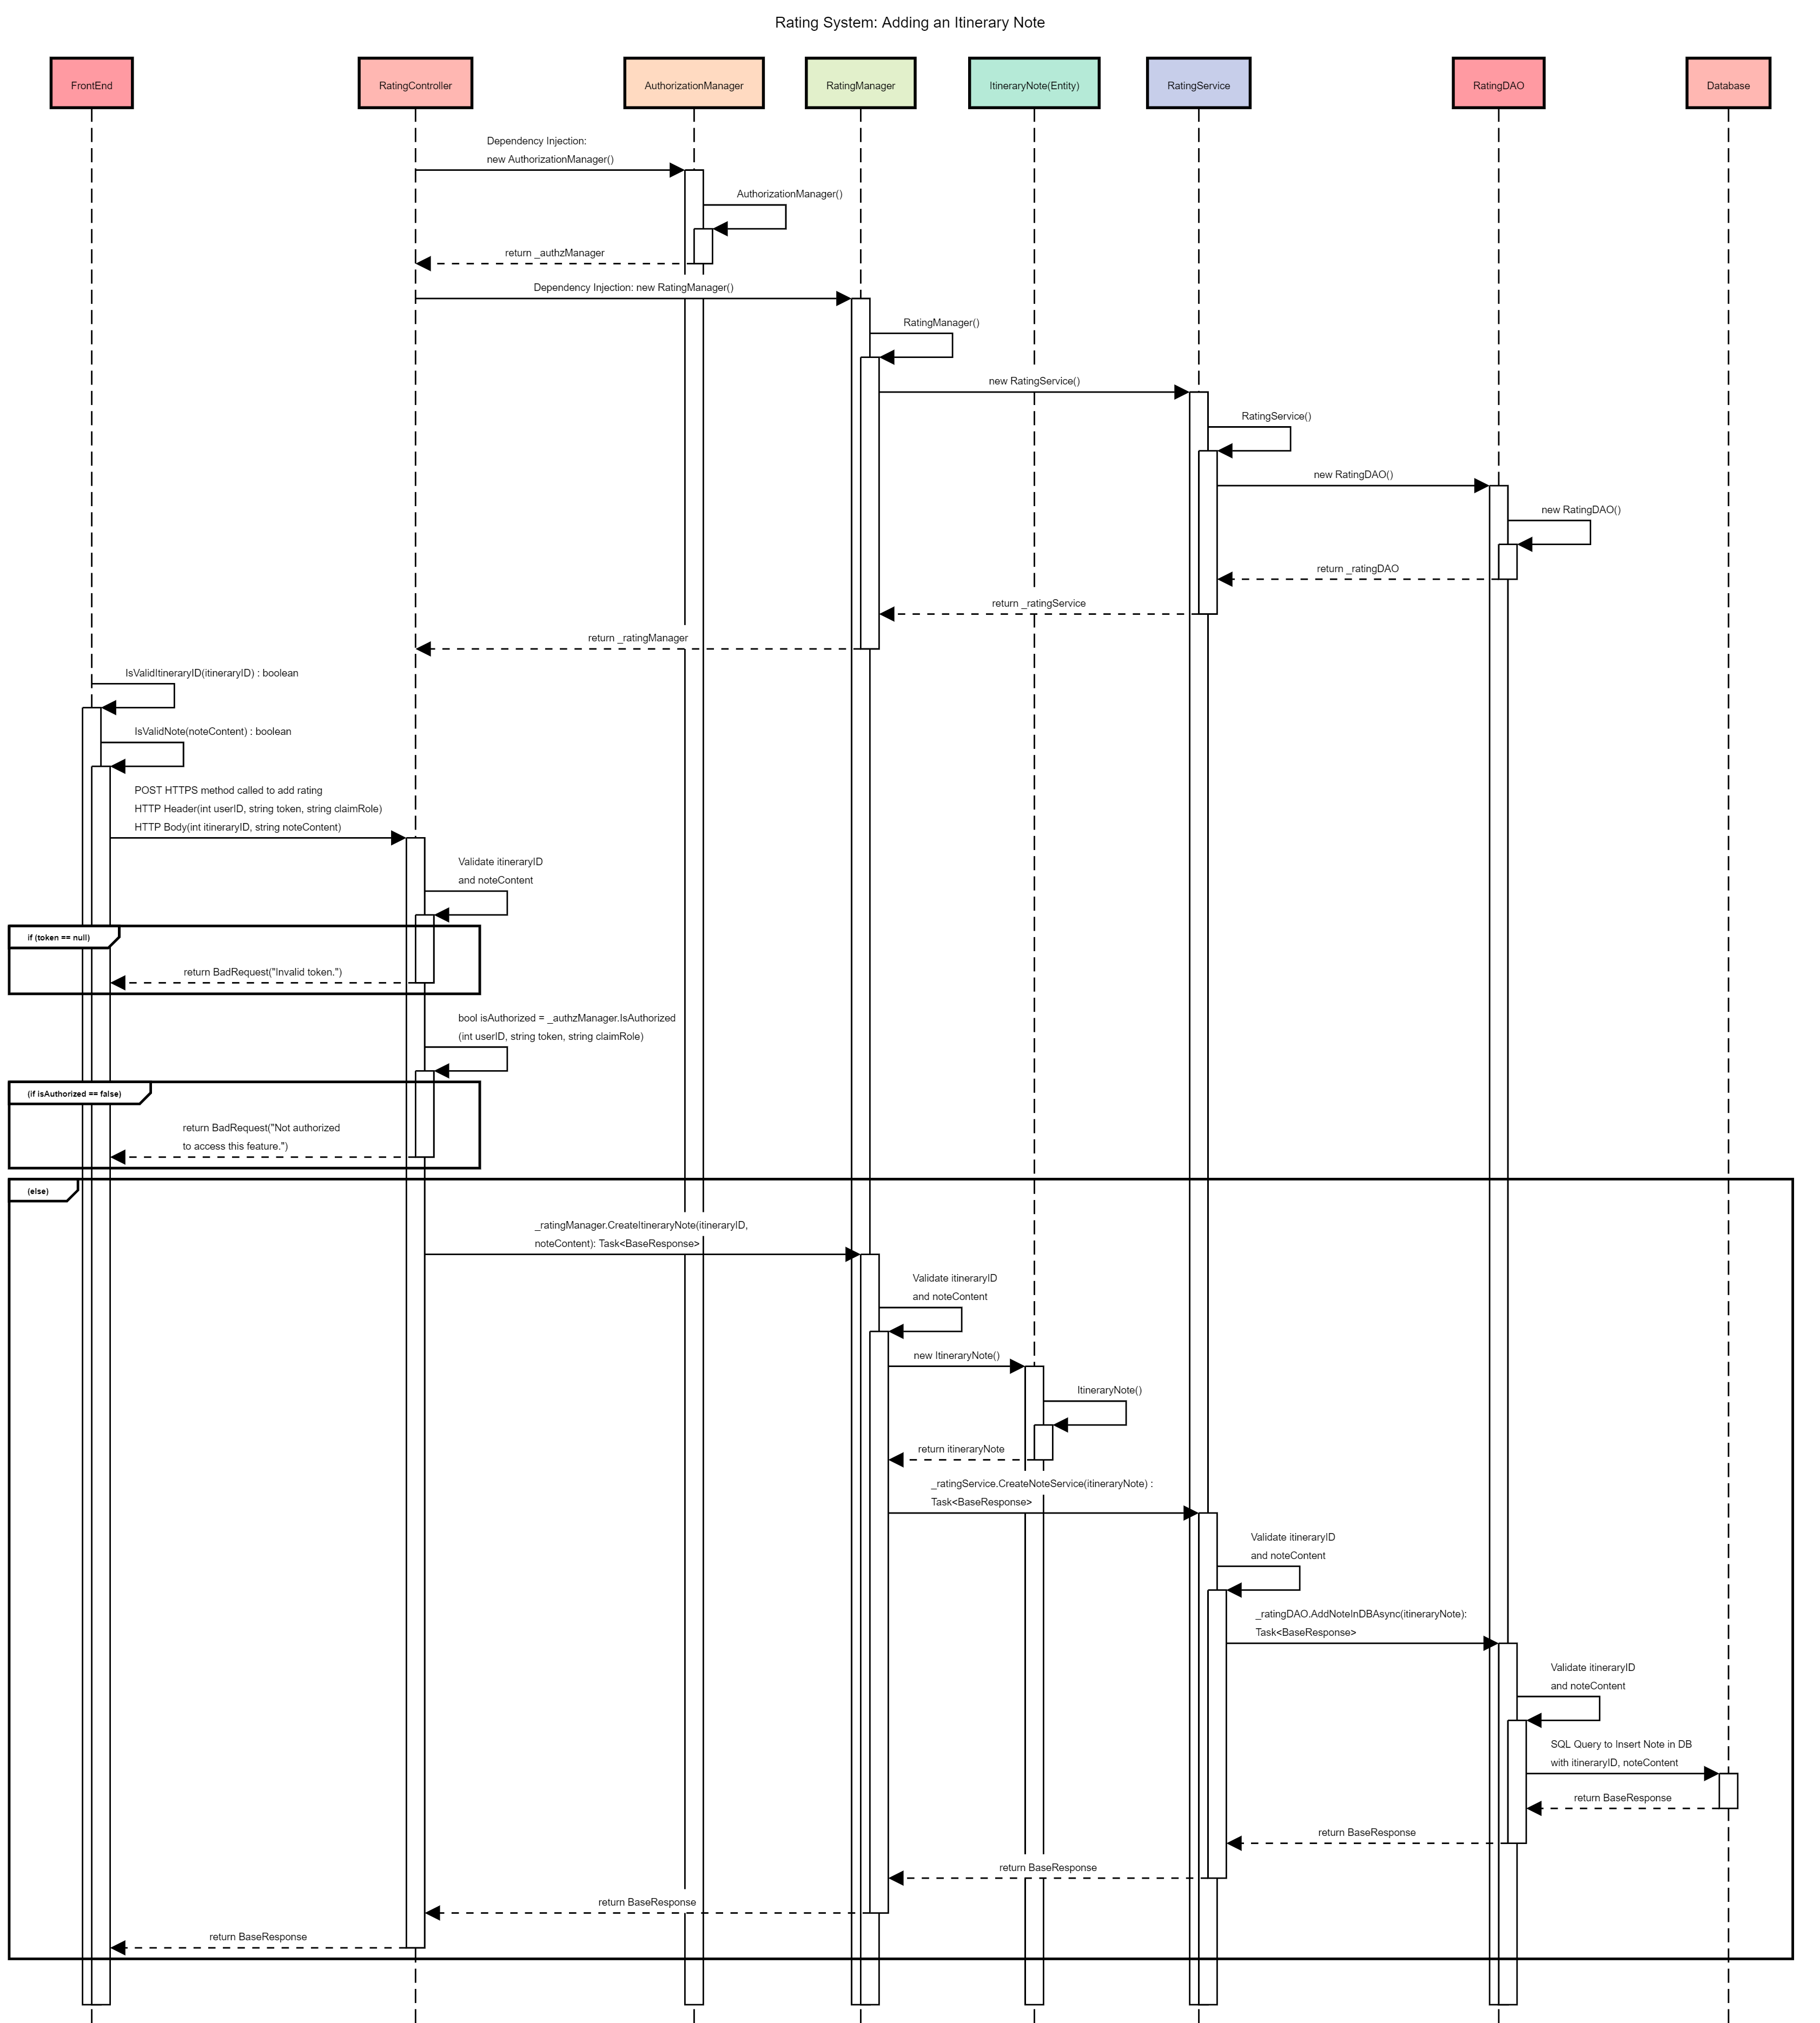 Rating System: Adding an Itinerary Note
FrontEnd
RatingController
AuthorizationManager
RatingManager
ItineraryNote(Entity)
RatingService
RatingDAO
Database
Dependency Injection:
new AuthorizationManager()
AuthorizationManager()
return _authzManager
Dependency Injection: new RatingManager()
RatingManager()
new RatingService()
RatingService()
new RatingDAO()
new RatingDAO()
return _ratingDAO
return _ratingService
return _ratingManager
IsValidItineraryID(itineraryID) : boolean
IsValidNote(noteContent) : boolean
POST HTTPS method called to add rating
HTTP Header(int userID, string token, string claimRole)
HTTP Body(int itineraryID, string noteContent)
Validate itineraryID
and noteContent
if (token == null)
return BadRequest("Invalid token.")
bool isAuthorized = _authzManager.IsAuthorized
(int userID, string token, string claimRole)
(if isAuthorized == false)
return BadRequest("Not authorized
to access this feature.")
(else)
_ratingManager.CreateItineraryNote(itineraryID,
noteContent): Task<BaseResponse>
Validate itineraryID
and noteContent
new ItineraryNote()
ItineraryNote()
return itineraryNote
_ratingService.CreateNoteService(itineraryNote) :
Task<BaseResponse>
Validate itineraryID
and noteContent
_ratingDAO.AddNoteInDBAsync(itineraryNote):
Task<BaseResponse>
Validate itineraryID
and noteContent
SQL Query to Insert Note in DB
with itineraryID, noteContent
return BaseResponse
return BaseResponse
return BaseResponse
return BaseResponse
return BaseResponse